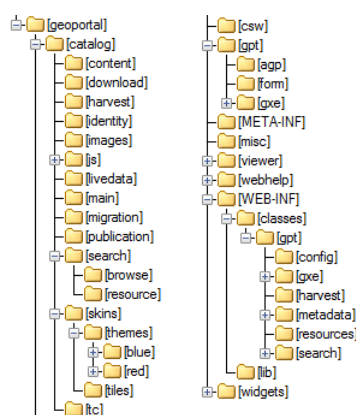 [geoportal]
[catalog]
[content]
[download]
[harvest]
[identity]
[images]
[js]
[livedata]
[main]
[migration]
[publication]
[search]
[browse]
[resource]
[skins]
[themes]
[blue]
[red]
[tiles]
[tc]
[csw]
[gpt]
[agp]
[form]
[gxe]
[META-INF]
[misc]
[viewer]
[webhelp]
[WEB-INF]
[classes]
[gpt]
[config]
[gxe]
[harvest]
[metadata]
[resources]
[search]
[lib]
[widgets]